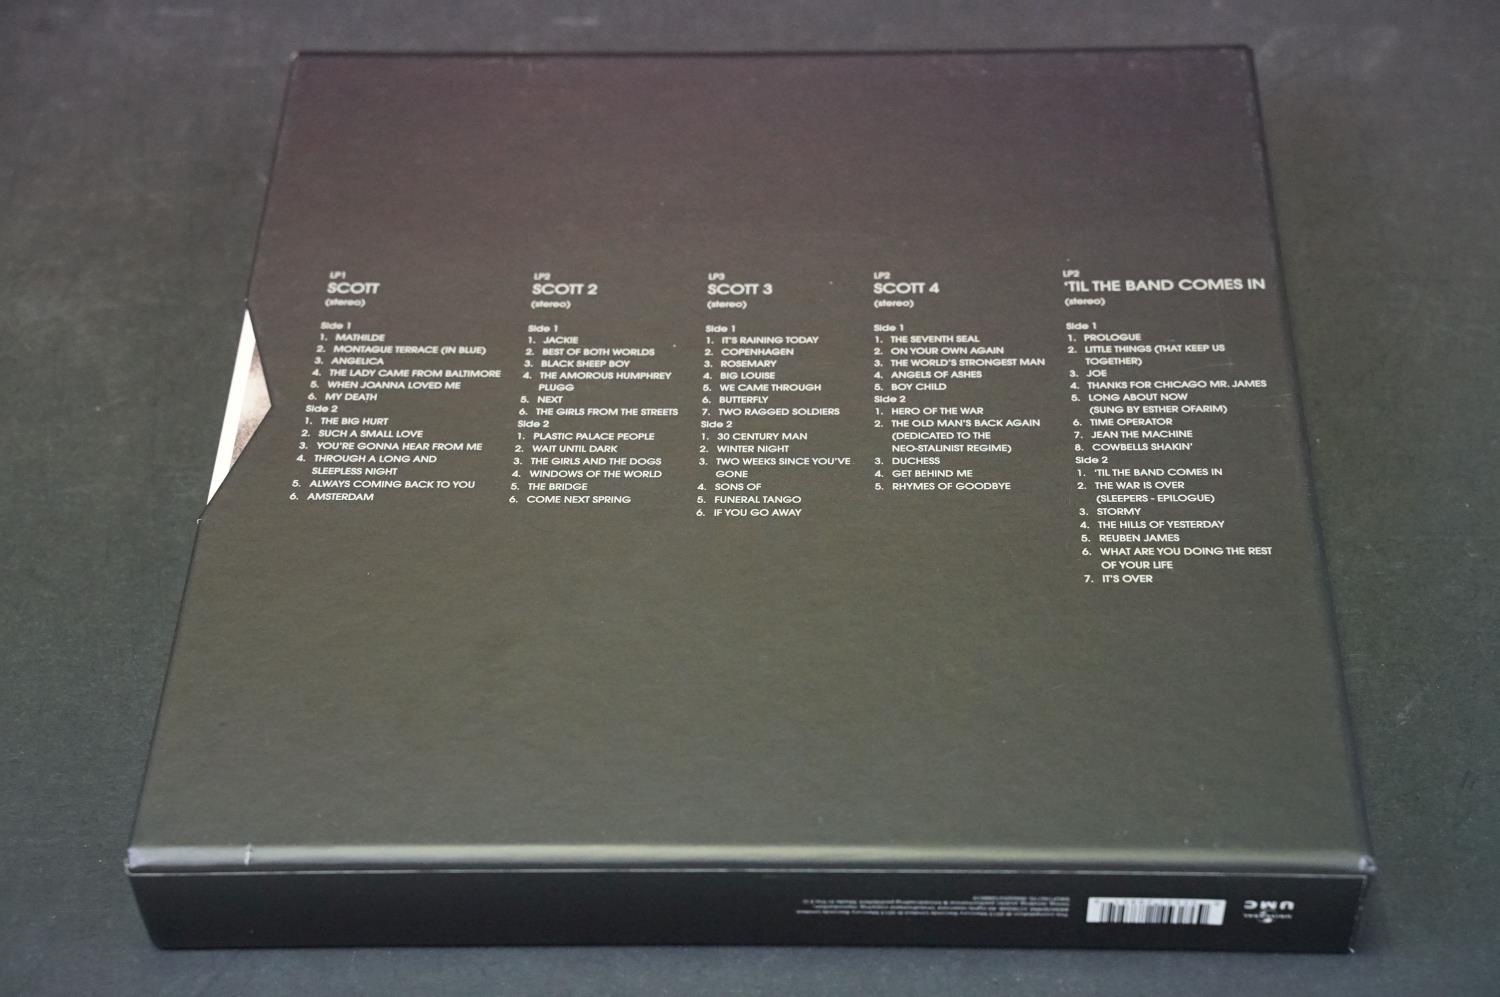 LP1
SCOTT
(stereo)
Side 1
1. MATHILDE
2. MONTAGUE TERRACE (IN BLUE)
3. ANGELICA
4. THE LADY CAME FROM BALTIMORE
5. WHEN JOANNA LOVED ME
6. MY DEATH
Side 2
1. THE BIG HURT
2. SUCH A SMALL LOVE
3. YOU'RE GONNA HEAR FROM ME
4. THROUGH A LONG AND
SLEEPLESS NIGHT
5. ALWAYS COMING BACK TO YOU
6. AMSTERDAM
LP2
SCOTT 2
(stereo)
Side 1
1. JACKIE
2. BEST OF BOTH WORLDS
3. BLACK SHEEP BOY
4. THE AMOROUS HUMPHREY
PLUGG
5. NEXT
6. THE GIRLS FROM THE STREETS
Side 2
1. PLASTIC PALACE PEOPLE
2. WAIT UNTIL DARK
3. THE GIRLS AND THE DOGS
4. WINDOWS OF THE WORLD
5. THE BRIDGE
6. COME NEXT SPRING
LP3
SCOTT 3
(stereo)
Side 1
1. IT'S RAINING TODAY
2. COPENHAGEN
3. ROSEMARY
4. BIG LOUISE
5. WE CAME THROUGH
6. BUTTERFLY
7. TWO RAGGED SOLDIERS
Side 2
1. 30 CENTURY MAN
2. WINTER NIGHT
3. TWO WEEKS SINCE YOU'VE
GONE
4. SONS OF
5. FUNERAL TANGO
6. IF YOU GO AWAY
LP2
SCOTT 4
(stereo)
Side 1
1. THE SEVENTH SEAL
2. ON YOUR OWN AGAIN
3. THE WORLD'S STRONGEST MAN
4. ANGELS OF ASHES
5. BOY CHILD
Side 2
1. HERO OF THE WAR
2. THE OLD MAN'S BACK AGAIN
(DEDICATED TO THE
NEO-STALINIST REGIME)
3. DUCHESS
4. GET BEHIND ME
5. RHYMES OF GOODBYE
LP2
'TIL THE BAND COMES IN
(stereo)
Side 1
1. PROLOGUE
2. LITTLE THINGS (THAT KEEP US
TOGETHER)
3. JOE
4. THANKS FOR CHICAGO MR. JAMES
5. LONG ABOUT NOW
(SUNG BY ESTHER OFARIM)
6. TIME OPERATOR
7. JEAN THE MACHINE
8. COWBELLS SHAKIN'
Side 2
1. 'TIL THE BAND COMES IN
2. THE WAR IS OVER
(SLEEPERS - EPILOGUE)
3. STORMY
4. THE HILLS OF YESTERDAY
5. REUBEN JAMES
6. WHAT ARE YOU DOING THE REST
OF YOUR LIFE
7. IT'S OVER
UMC
UNIVERSAL